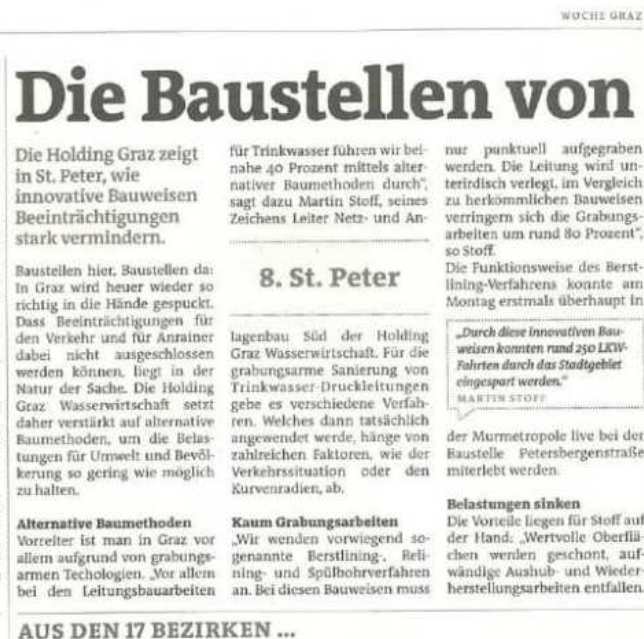 WOCHE GRAZ
Die Baustellen von
Die Holding Graz zeigt
in St. Peter, wie
innovative Bauweisen
Beeinträchtigungen
stark vermindern.
Baustellen hier, Baustellen da:
In Graz wird heuer wieder so
richtig in die Hände gespuckt.
Dass Beeinträchtigungen für
den Verkehr und für Anrainer
dabei nicht ausgeschlossen
werden können, liegt in der
Natur der Sache. Die Holding
Graz Wasserwirtschaft setzt
daher verstärkt auf alternative
Baumethoden, um die Belas-
tungen für Umwelt und Bevöl-
kerung so gering wie möglich
zu halten.
Alternative Baumethoden
Vorreiter ist man in Graz vor
allem aufgrund von grabungs-
armen Techologien. „Vor allem
bei den Leitungsbauarbeiten
für Trinkwasser führen wir bei-
nahe 40 Prozent mittels alter-
nativer Baumethoden durch“,
sagt dazu Martin Stoff, seines
Zeichens Leiter Netz- und An-
8. St. Peter
lagenbau Süd der Holding
Graz Wasserwirtschaft. Für die
grabungsarme Sanierung von
Trinkwasser-Druckleitungen
gebe es verschiedene Verfah-
ren. Welches dann tatsächlich
angewendet werde, hänge von
zahlreichen Faktoren, wie der
Verkehrssituation oder den
Kurvenradien, ab.
Kaum Grabungsarbeiten
„Wir wenden vorwiegend so-
genannte Berstlining-, Reli-
ning- und Spülbohrverfahren
an. Bei diesen Bauweisen muss
nur punktuell aufgegraben
werden. Die Leitung wird un-
terirdisch verlegt, im Vergleich
zu herkömmlichen Bauweisen
verringern sich die Grabungs-
arbeiten um rund 80 Prozent“,
so Stoff.
Die Funktionsweise des Berst-
lining-Verfahrens konnte am
Montag erstmals überhaupt in
„Durch diese innovativen Bau-
weisen konnten rund 250 LKW-
Fahrten durch das Stadtgebiet
eingespart werden.“
MARTIN STOFF
der Murmetropole live bei der
Baustelle Petersbergenstraße
miterlebt werden.
Belastungen sinken
Die Vorteile liegen für Stoff auf
der Hand: „Wertvolle Oberflä-
chen werden geschont, auf-
wändige Aushub- und Wieder-
herstellungsarbeiten entfallen.
AUS DEN 17 BEZIRKEN ...